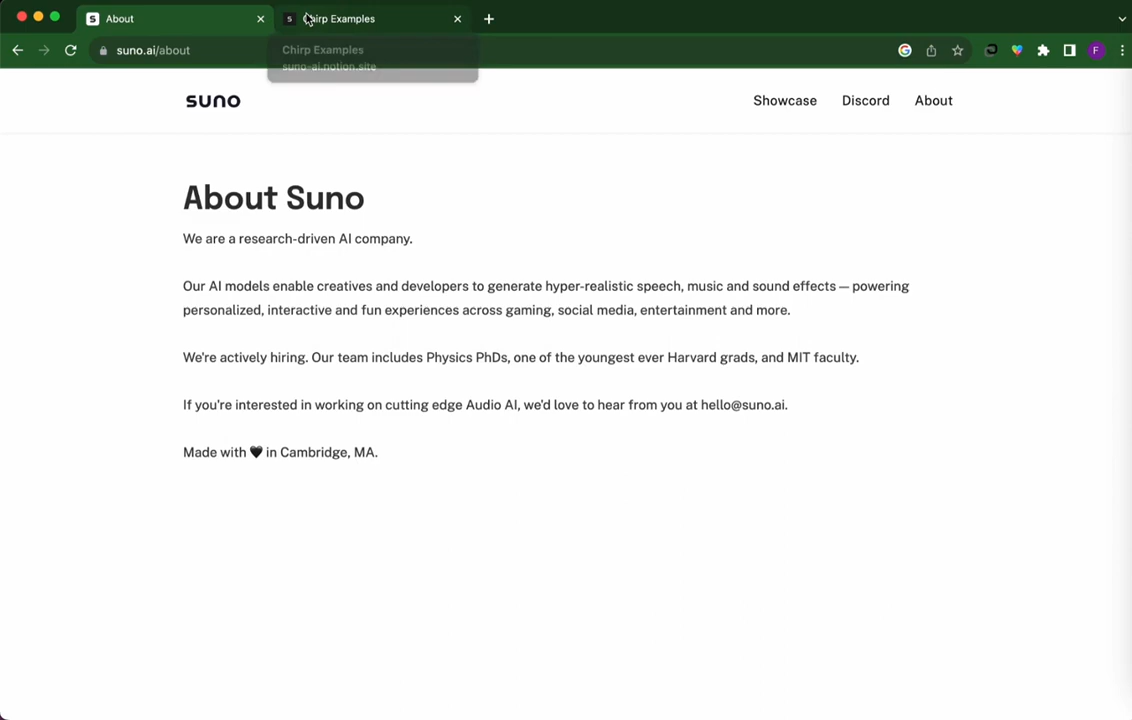 About
Chirp Examples
suno.ai/about
F
Chirp Examples
suno-ai.notion.site
suno
Showcase
Discord
About
About Suno
We are a research-driven AI company.
Our AI models enable creatives and developers to generate hyper-realistic speech, music and sound effects — powering
personalized, interactive and fun experiences across gaming, social media, entertainment and more.
We're actively hiring. Our team includes Physics PhDs, one of the youngest ever Harvard grads, and MIT faculty.
If you're interested in working on cutting edge Audio AI, we'd love to hear from you at hello@suno.ai.
Made with 🖤 in Cambridge, MA.